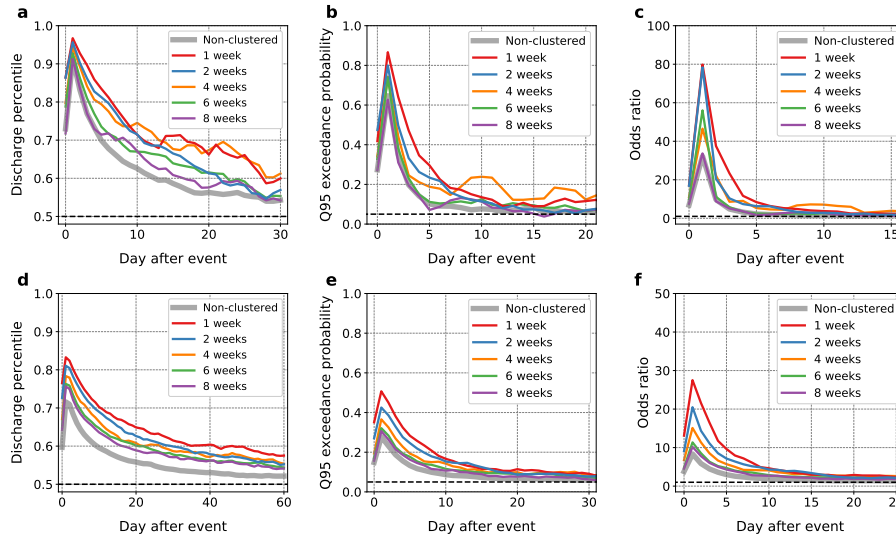 a
b
c
Discharge percentile
1.0
0.9
0.8
0.7
0.6
0.5
0
10
20
30
Day after event
Non-clustered
1 week
2 weeks
4 weeks
6 weeks
8 weeks
Q95 exceedance probability
1.0
0.8
0.6
0.4
0.2
0.0
0
5
10
15
20
Day after event
Non-clustered
1 week
2 weeks
4 weeks
6 weeks
8 weeks
Odds ratio
100
80
60
40
20
0
0
5
10
15
Day after event
Non-clustered
1 week
2 weeks
4 weeks
6 weeks
8 weeks
d
e
f
Discharge percentile
1.0
0.9
0.8
0.7
0.6
0.5
0
20
40
60
Day after event
Non-clustered
1 week
2 weeks
4 weeks
6 weeks
8 weeks
Q95 exceedance probability
1.0
0.8
0.6
0.4
0.2
0.0
0
10
20
30
Day after event
Non-clustered
1 week
2 weeks
4 weeks
6 weeks
8 weeks
Odds ratio
50
40
30
20
10
0
0
5
10
15
20
Day after event
Non-clustered
1 week
2 weeks
4 weeks
6 weeks
8 weeks